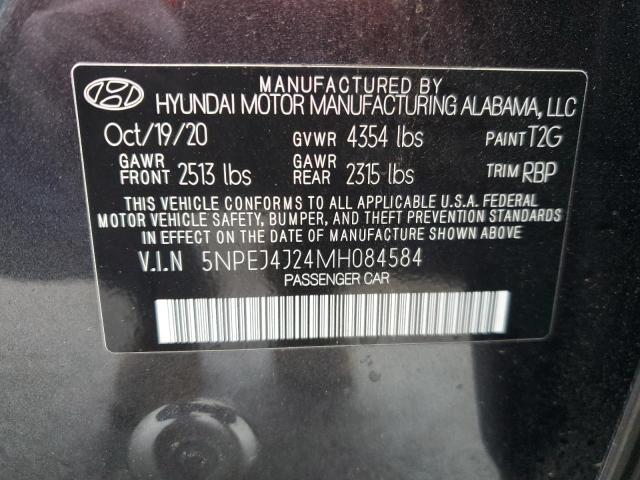 MANUFACTURED BY
HYUNDAI MOTOR MANUFACTURING ALABAMA, LLC
Oct/19/20 GVWR 4354 lbs PAINT T2G
GAWR FRONT 2513 lbs GAWR REAR 2315 lbs TRIM RBP
THIS VEHICLE CONFORMS TO ALL APPLICABLE U.S.A. FEDERAL
MOTOR VEHICLE SAFETY, BUMPER, AND THEFT PREVENTION STANDARDS
IN EFFECT ON THE DATE OF MANUFACTURE SHOWN ABOVE.
V.I.N 5NPEJ4J24MH084584
PASSENGER CAR